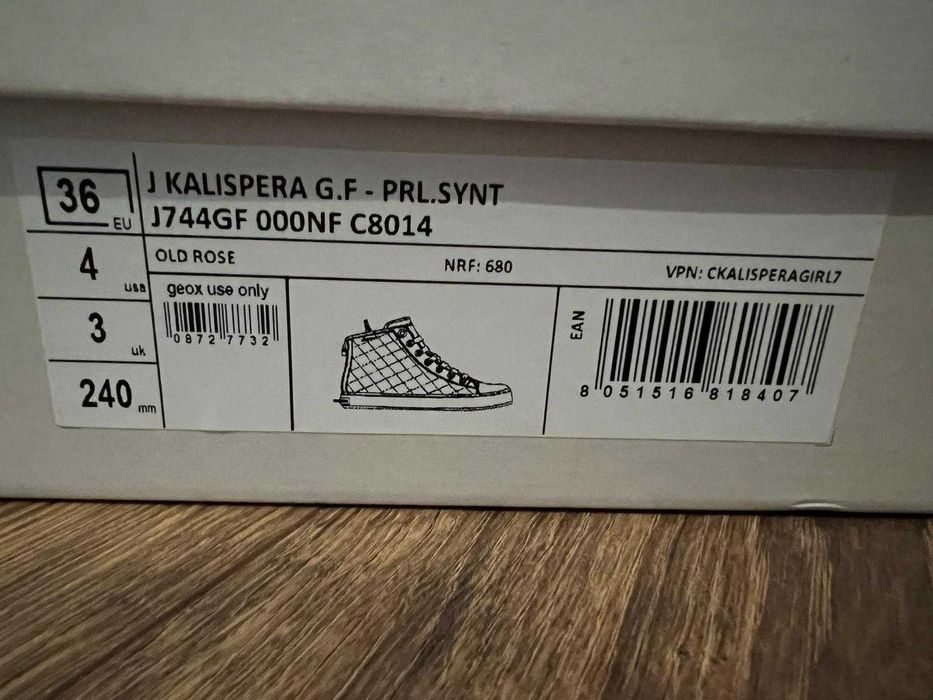 36 EU
J KALISPERA G.F - PRL.SYNT
J744GF 000NF C8014
4 usa
OLD ROSE
NRF: 680
VPN: CKALISPERAGIRL7
3 uk
240 mm
geox use only
0872 7732
EAN
8 051516 818407